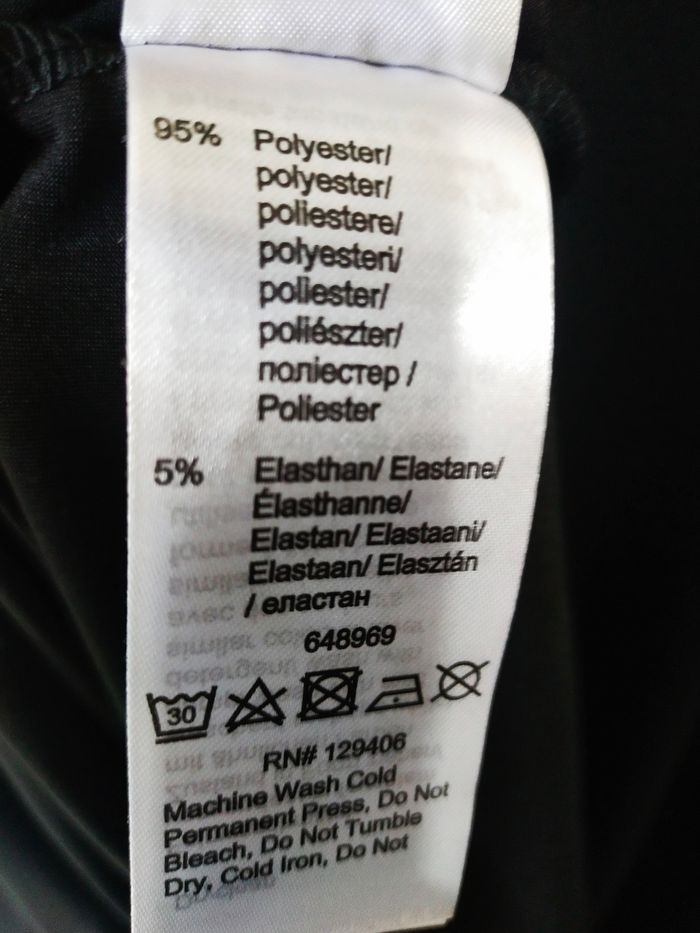 95% Polyester/
polyester/
poliestere/
polyesteri/
poliester/
poliészter/
поліестер /
Poliester
5% Elasthan/ Elastane/
Élasthanne/
Elastan/ Elastaani/
Elastaan/ Elasztán
/ еластан
648969
30
RN# 129406
Machine Wash Cold
Permanent Press, Do Not
Bleach, Do Not Tumble
Dry, Cold Iron, Do Not